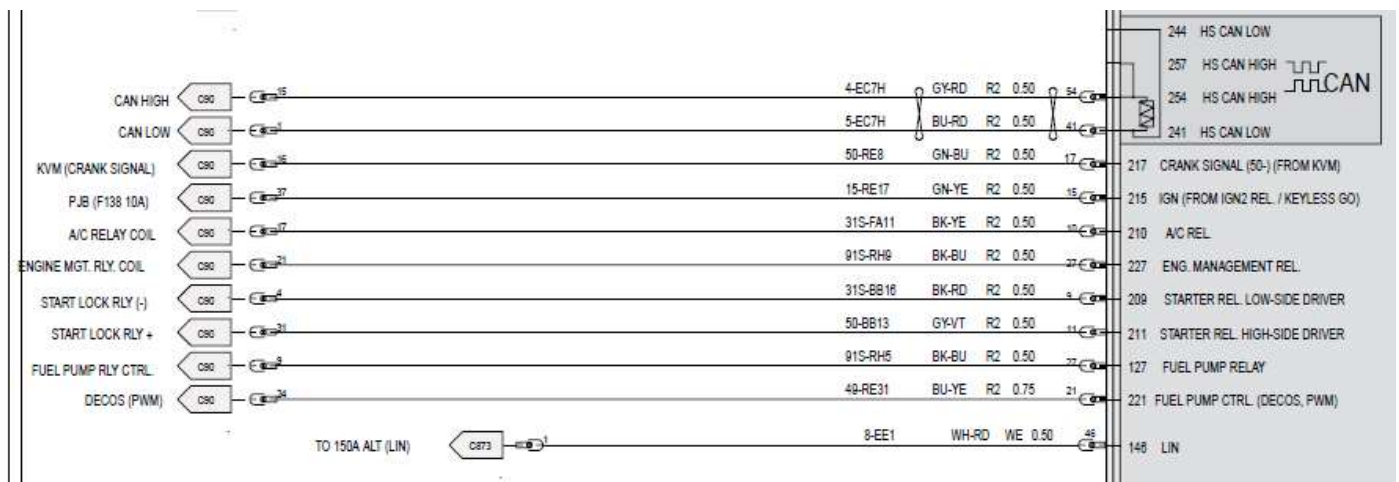 244 HS CAN LOW
257 HS CAN HIGH
CAN
CAN HIGH C90 15 4-EC7H GY-RD R2 0.50 54 254 HS CAN HIGH
CAN LOW C90 1 5-EC7H BU-RD R2 0.50 41 241 HS CAN LOW
KVM (CRANK SIGNAL) C90 50-RE8 GN-BU R2 0.50 17 217 CRANK SIGNAL (50-) (FROM KVM)
PJB (F138 10A) C90 37 15-RE17 GN-YE R2 0.50 15 215 IGN (FROM IGN2 REL. / KEYLESS GO)
A/C RELAY COIL C90 31S-FA11 BK-YE R2 0.50 10 210 A/C REL.
ENGINE MGT. RLY. COIL C90 21 91S-RH9 BK-BU R2 0.50 27 227 ENG. MANAGEMENT REL.
START LOCK RLY (-) C90 4 31S-BB16 BK-RD R2 0.50 9 209 STARTER REL. LOW-SIDE DRIVER
START LOCK RLY + C90 31 50-BB13 GY-VT R2 0.50 11 211 STARTER REL. HIGH-SIDE DRIVER
FUEL PUMP RLY CTRL. C90 9 91S-RH5 BK-BU R2 0.50 27 127 FUEL PUMP RELAY
DECOS (PWM) C90 34 49-RE31 BU-YE R2 0.75 21 221 FUEL PUMP CTRL. (DECOS, PWM)
TO 150A ALT (LIN) C873 1 8-EE1 WH-RD WE 0.50 46 146 LIN